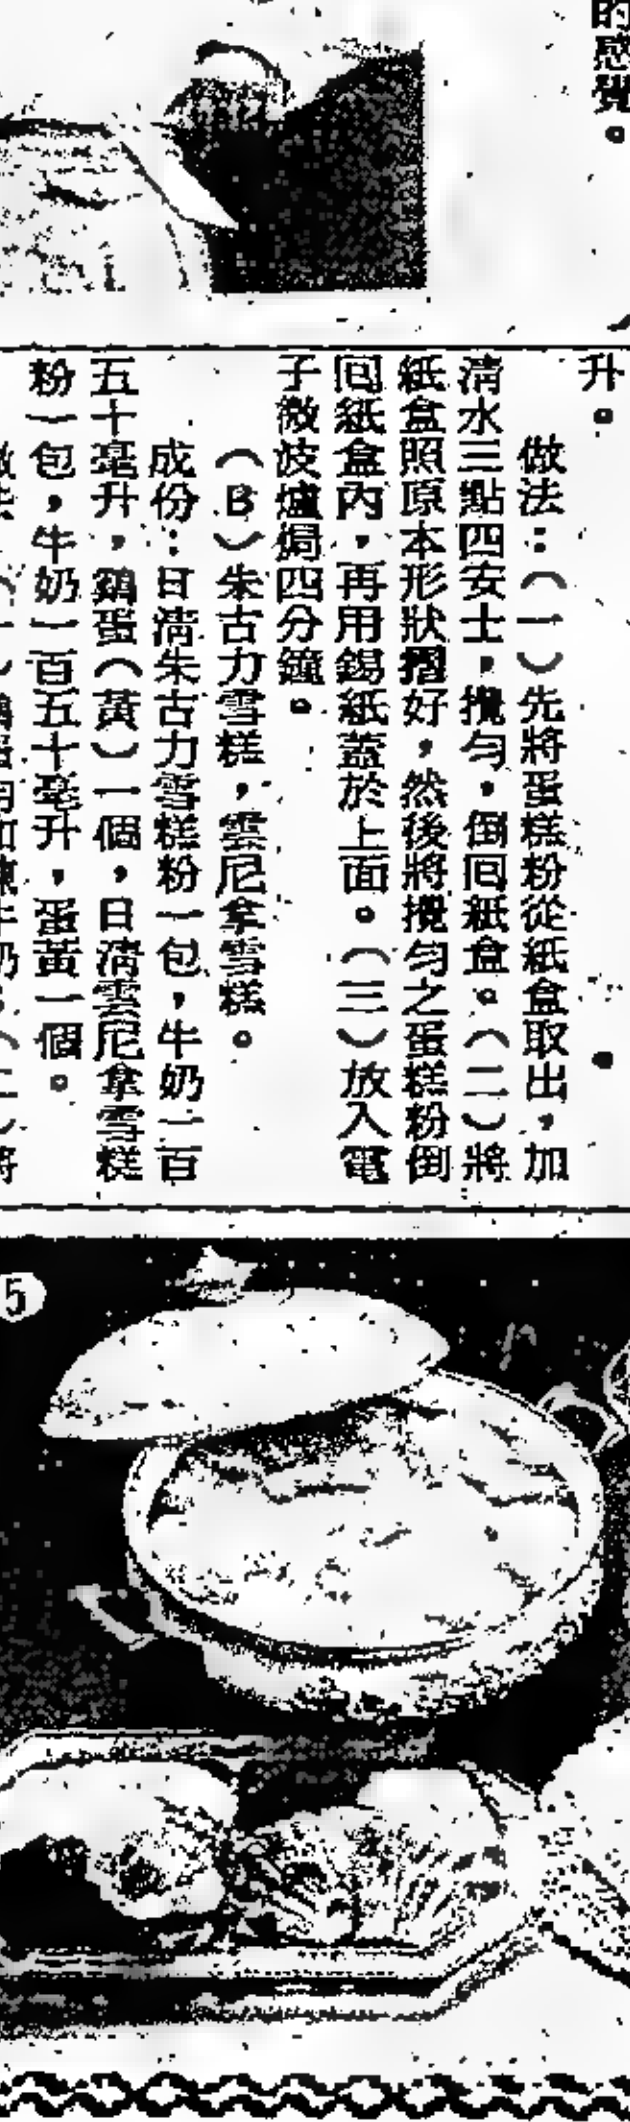 的感覺。
升。
做法：（一）先將蛋糕粉從紙盒取出，加
清水三點四安士，攪勻，倒囘紙盒。（二）將
紙盒照原本形狀摺好，然後將攪勻之蛋糕粉倒
囘紙盒內，再用錫紙蓋於上面。（三）放入電
子微波爐焗四分鐘。
（B）朱古力雪糕，雲尼拿雪糕。
成份：日清朱古力雪糕粉一包，牛奶一百
五十毫升，鷄蛋（黃）一個，日清雲尼拿雪糕
粉一包，牛奶一百五十毫升，蛋黃一個。
5